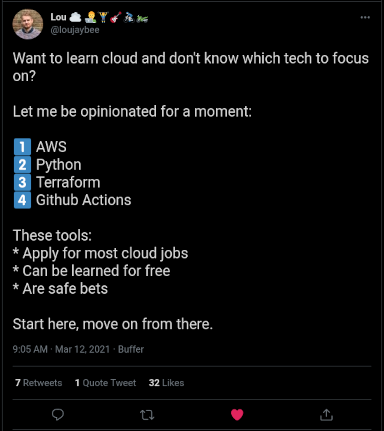 Lou ☁️ 👨‍💻 🏋️ 🎸 🏂 🏍️ ...
@loujaybee
Want to learn cloud and don't know which tech to focus
on?
Let me be opinionated for a moment:
1 AWS
2 Python
3 Terraform
4 Github Actions
These tools:
* Apply for most cloud jobs
* Can be learned for free
* Are safe bets
Start here, move on from there.
9:05 AM · Mar 12, 2021 · Buffer
7 Retweets 1 Quote Tweet 32 Likes